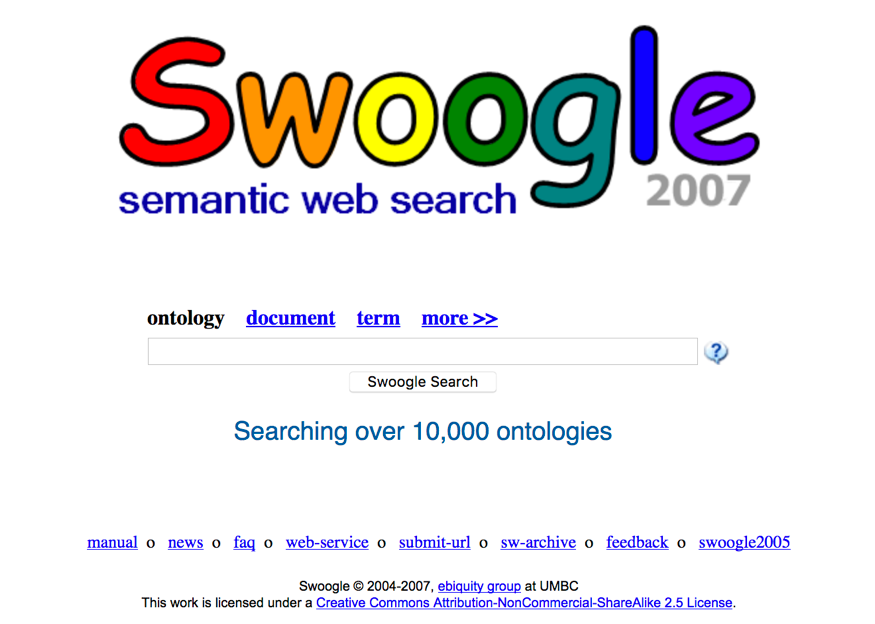 Swoogle
semantic web search 2007
ontology document term more >>
?
Swoogle Search
Searching over 10,000 ontologies
manual o news o faq o web-service o submit-url o sw-archive o feedback o swoogle2005
Swoogle © 2004-2007, ebiquity group at UMBC
This work is licensed under a Creative Commons Attribution-NonCommercial-ShareAlike 2.5 License.